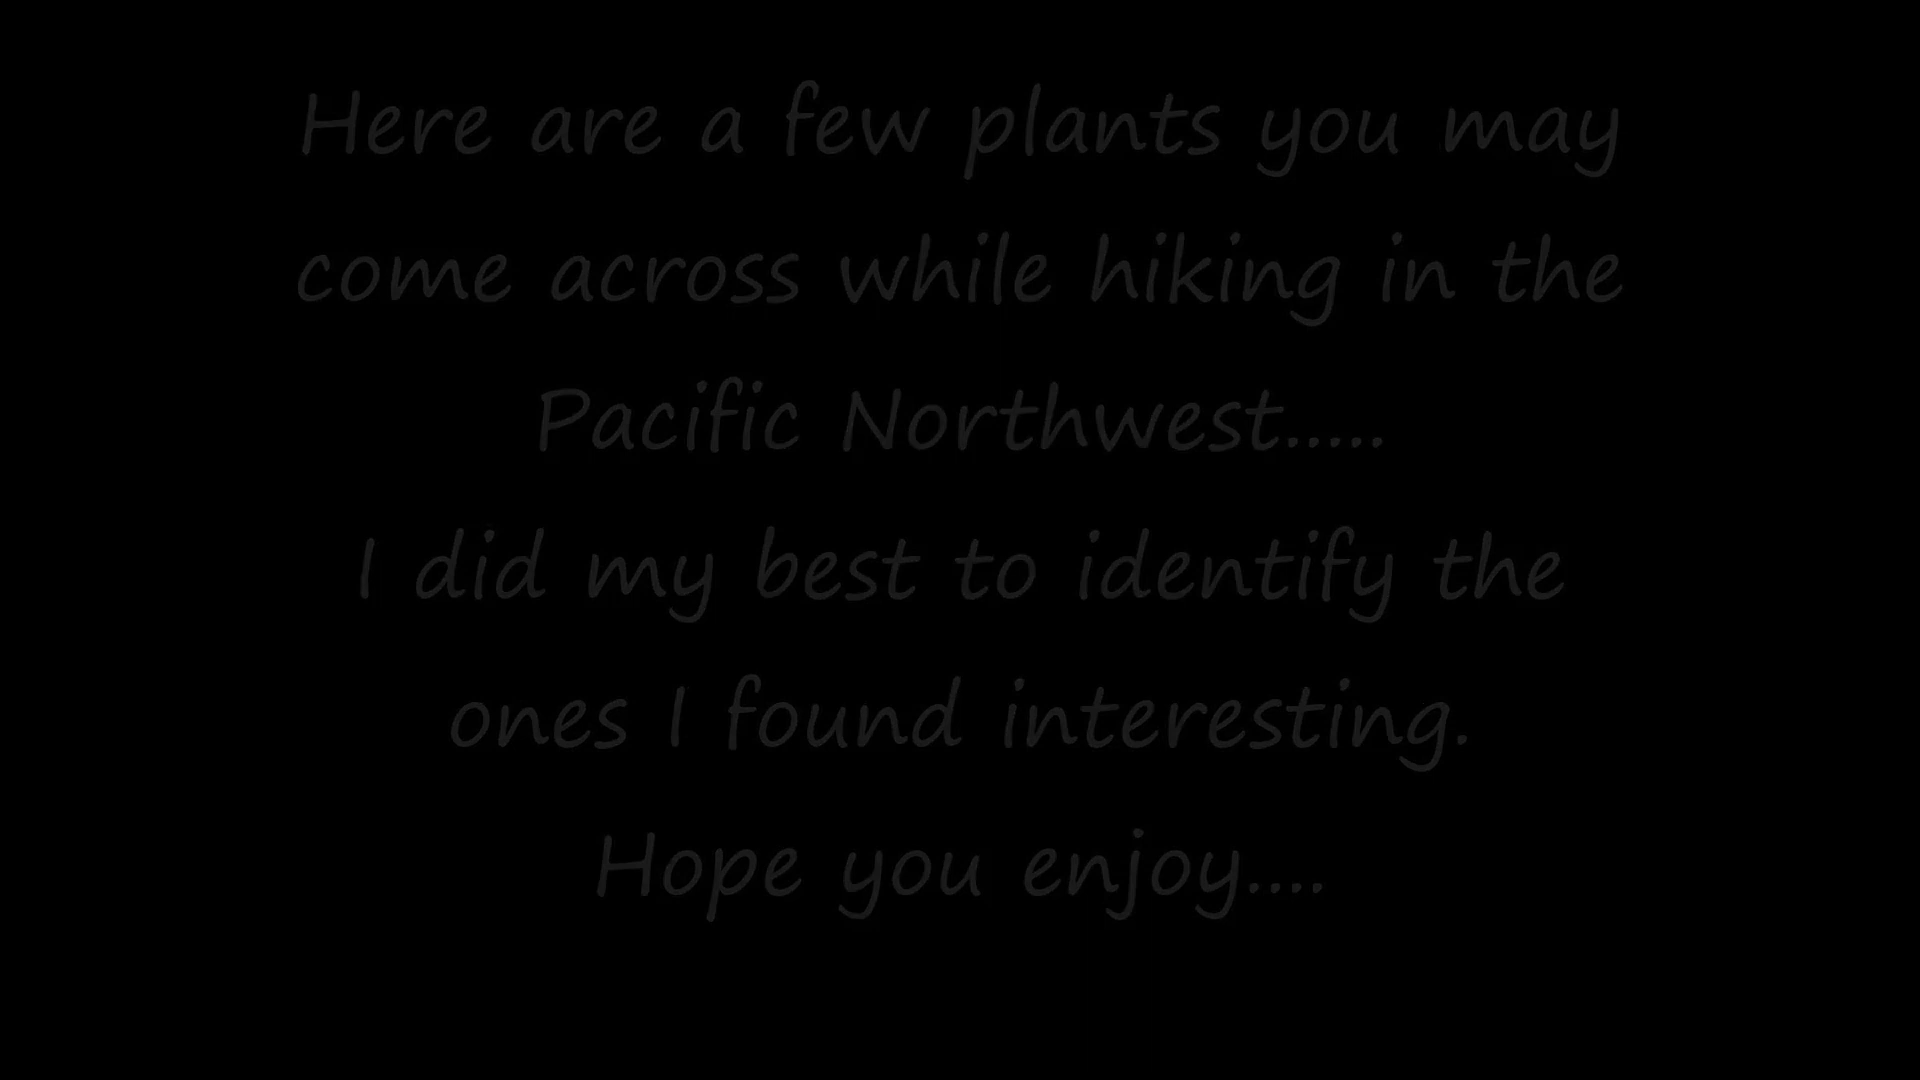 Here are a few plants you may
come across while hiking in the
Pacific Northwest.....
I did my best to identify the
ones I found interesting.
Hope you enjoy....